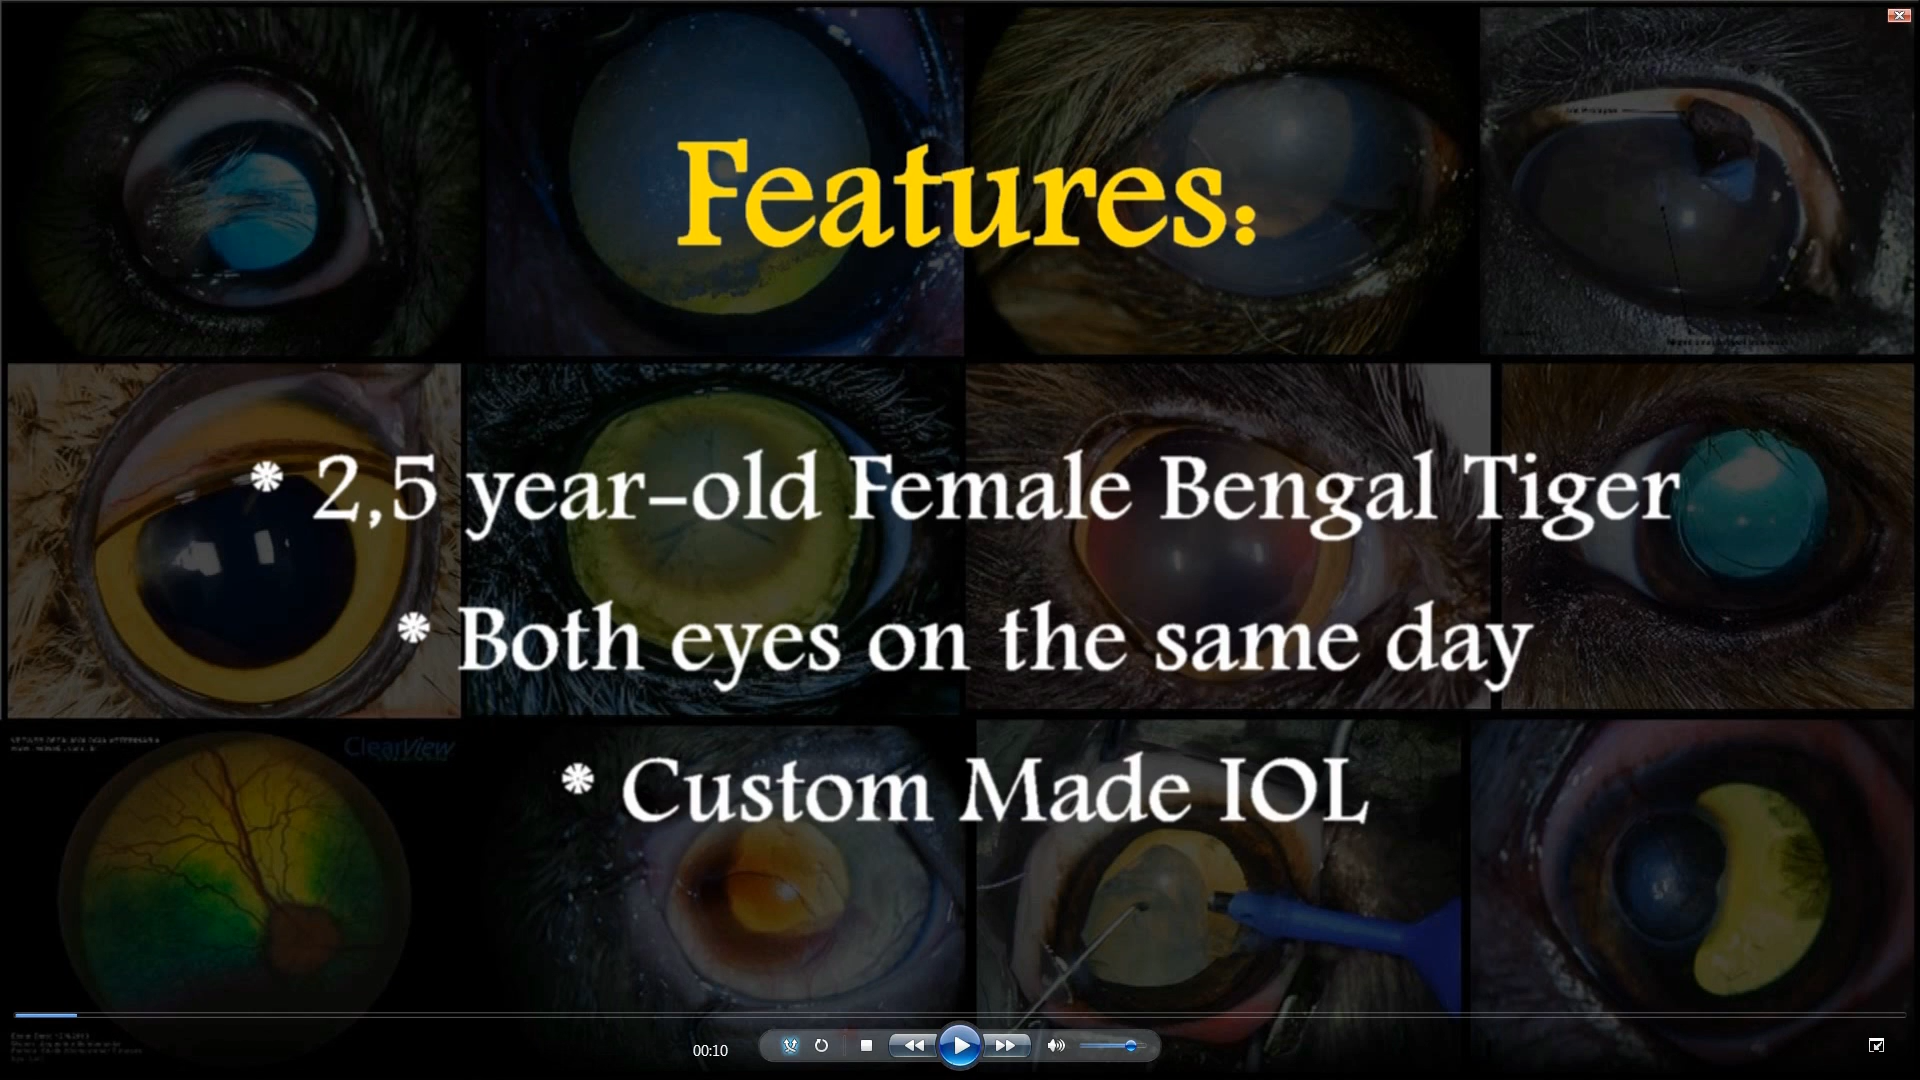 Features:
* 2,5 year-old Female Bengal Tiger
* Both eyes on the same day
* Custom Made IOL
ClearView
00:10